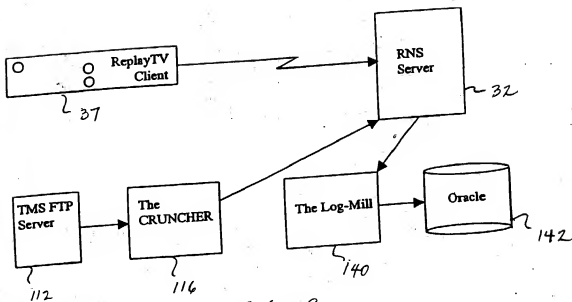 ReplayTV
Client
37
RNS
Server
32
TMS FTP
Server
112
The
CRUNCHER
116
The Log-Mill
140
Oracle
142